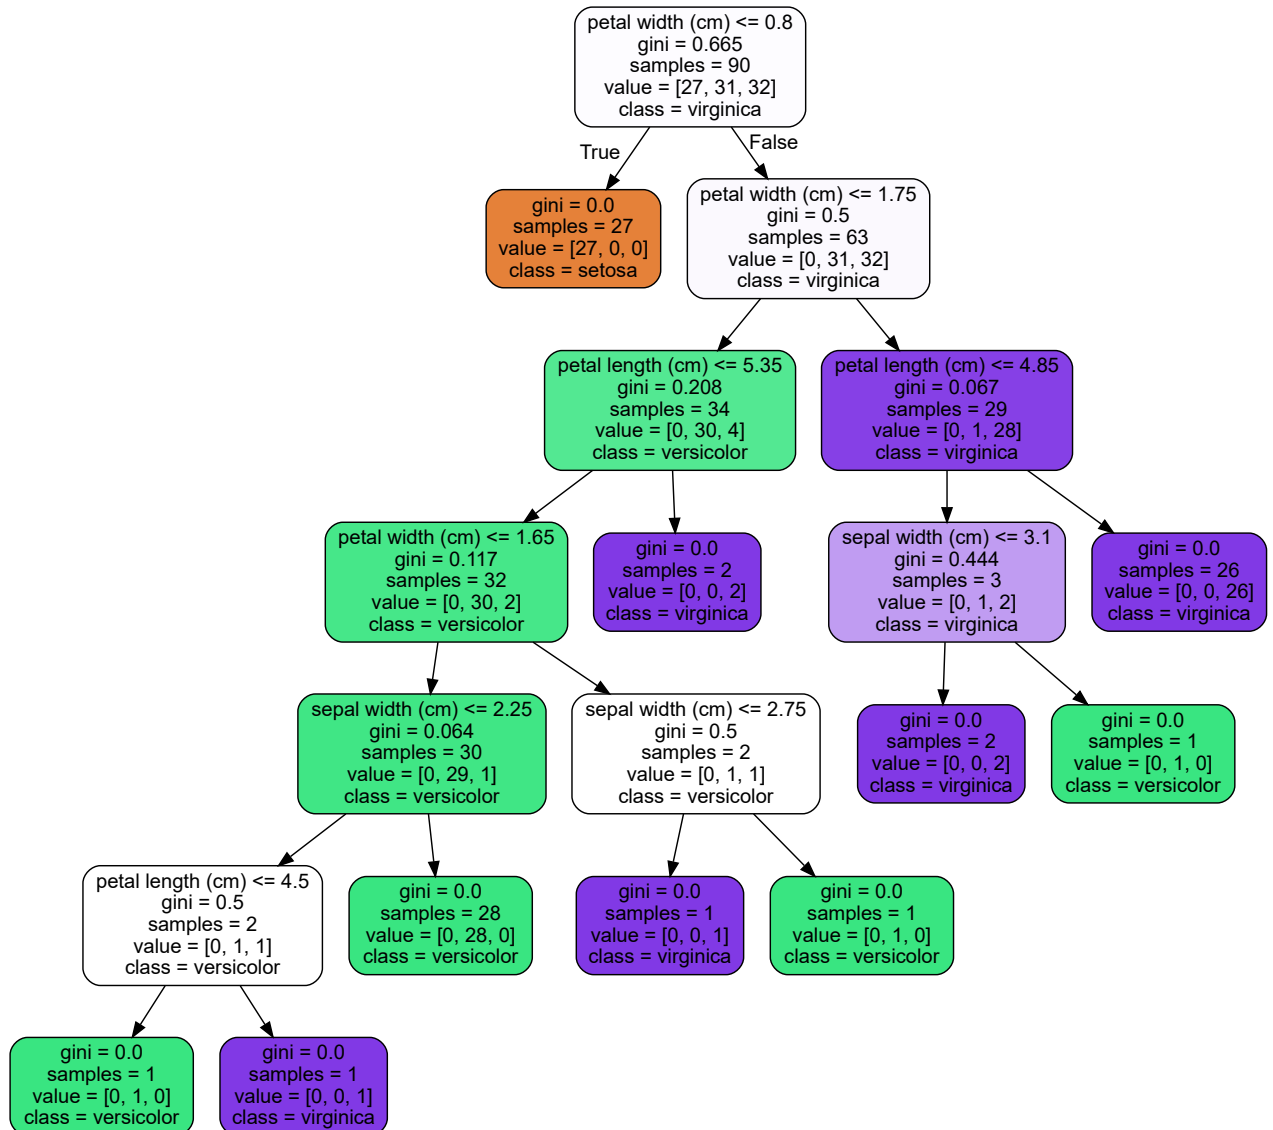 petal width (cm) <= 0.8
gini = 0.665
samples = 90
value = [27, 31, 32]
class = virginica
True
False
gini = 0.0
samples = 27
value = [27, 0, 0]
class = setosa
petal width (cm) <= 1.75
gini = 0.5
samples = 63
value = [0, 31, 32]
class = virginica
petal length (cm) <= 5.35
gini = 0.208
samples = 34
value = [0, 30, 4]
class = versicolor
petal length (cm) <= 4.85
gini = 0.067
samples = 29
value = [0, 1, 28]
class = virginica
petal width (cm) <= 1.65
gini = 0.117
samples = 32
value = [0, 30, 2]
class = versicolor
gini = 0.0
samples = 2
value = [0, 0, 2]
class = virginica
sepal width (cm) <= 3.1
gini = 0.444
samples = 3
value = [0, 1, 2]
class = virginica
gini = 0.0
samples = 26
value = [0, 0, 26]
class = virginica
sepal width (cm) <= 2.25
gini = 0.064
samples = 30
value = [0, 29, 1]
class = versicolor
sepal width (cm) <= 2.75
gini = 0.5
samples = 2
value = [0, 1, 1]
class = versicolor
gini = 0.0
samples = 2
value = [0, 0, 2]
class = virginica
gini = 0.0
samples = 1
value = [0, 1, 0]
class = versicolor
petal length (cm) <= 4.5
gini = 0.5
samples = 2
value = [0, 1, 1]
class = versicolor
gini = 0.0
samples = 28
value = [0, 28, 0]
class = versicolor
gini = 0.0
samples = 1
value = [0, 0, 1]
class = virginica
gini = 0.0
samples = 1
value = [0, 1, 0]
class = versicolor
gini = 0.0
samples = 1
value = [0, 1, 0]
class = versicolor
gini = 0.0
samples = 1
value = [0, 0, 1]
class = virginica